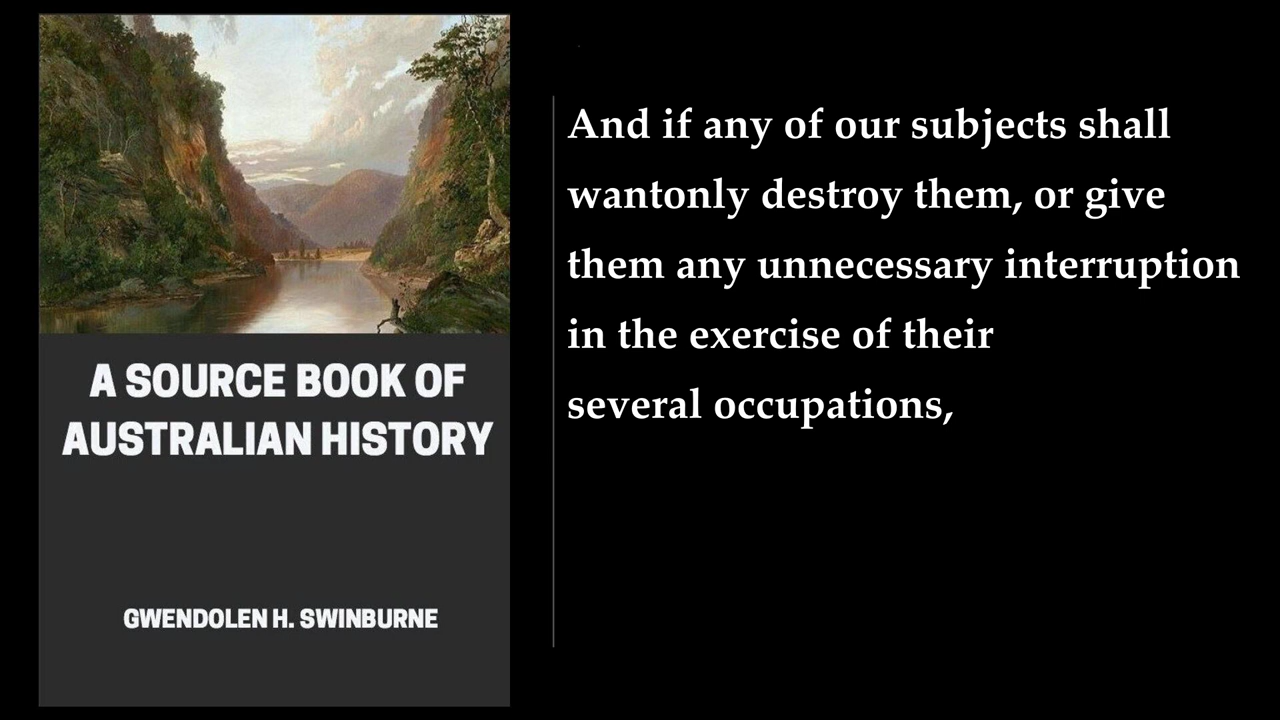 A SOURCE BOOK OF
AUSTRALIAN HISTORY
GWENDOLEN H. SWINBURNE
And if any of our subjects shall
wantonly destroy them, or give
them any unnecessary interruption
in the exercise of their
several occupations,